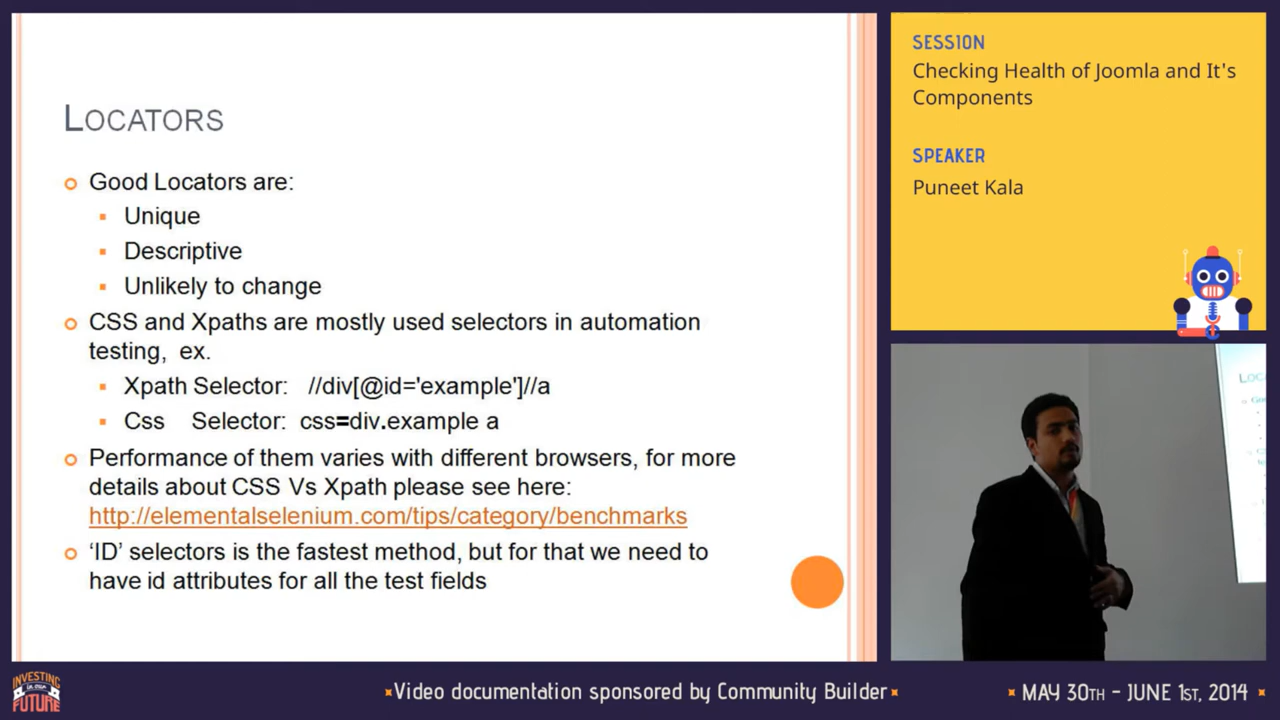 LOCATORS
Good Locators are:
Unique
Descriptive
Unlikely to change
CSS and Xpaths are mostly used selectors in automation
testing, ex.
Xpath Selector: //div[@id='example']//a
Css Selector: css=div.example a
Performance of them varies with different browsers, for more
details about CSS Vs Xpath please see here:
http://elementalselenium.com/tips/category/benchmarks
‘ID’ selectors is the fastest method, but for that we need to
have id attributes for all the test fields
SESSION
Checking Health of Joomla and It's
Components
SPEAKER
Puneet Kala
INVESTING
IN OUR
FUTURE
Video documentation sponsored by Community Builder
MAY 30TH - JUNE 1ST, 2014